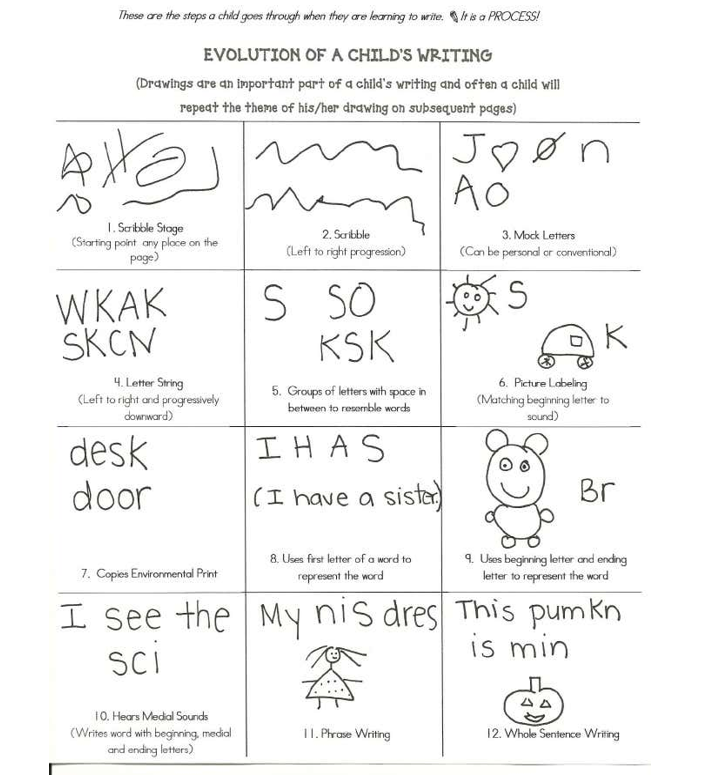 These are the steps a child goes through when they are learning to write. It is a PROCESS!
EVOLUTION OF A CHILD'S WRITING
(Drawings are an important part of a child's writing and often a child will
repeat the theme of his/her drawing on subsequent pages)
1. Scribble Stage
(Starting point any place on the
page)
2. Scribble
(Left to right progression)
J ø n
A O
3. Mock Letters
(Can be personal or conventional)
WKAK
SKCN
4. Letter String
(Left to right and progressively
downward)
S SO
KSK
5. Groups of letters with space in
between to resemble words
S
K
6. Picture Labeling
(Matching beginning letter to
sound)
desk
door
7. Copies Environmental Print
I H A S
(I have a sister.)
8. Uses first letter of a word to
represent the word
Br
9. Uses beginning letter and ending
letter to represent the word
I see the
sci
10. Hears Medial Sounds
(Writes word with beginning, medial
and ending letters)
My nis dres
11. Phrase Writing
This pumkn
is min
12. Whole Sentence Writing